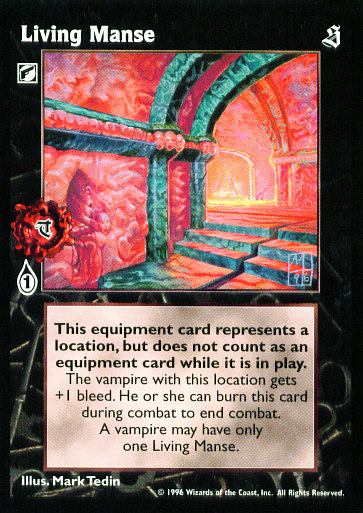 Living Manse
1
This equipment card represents a
location, but does not count as an
equipment card while it is in play.
The vampire with this location gets
+1 bleed. He or she can burn this card
during combat to end combat.
A vampire may have only
one Living Manse.
Illus. Mark Tedin
© 1996 Wizards of the Coast, Inc. All Rights Reserved.